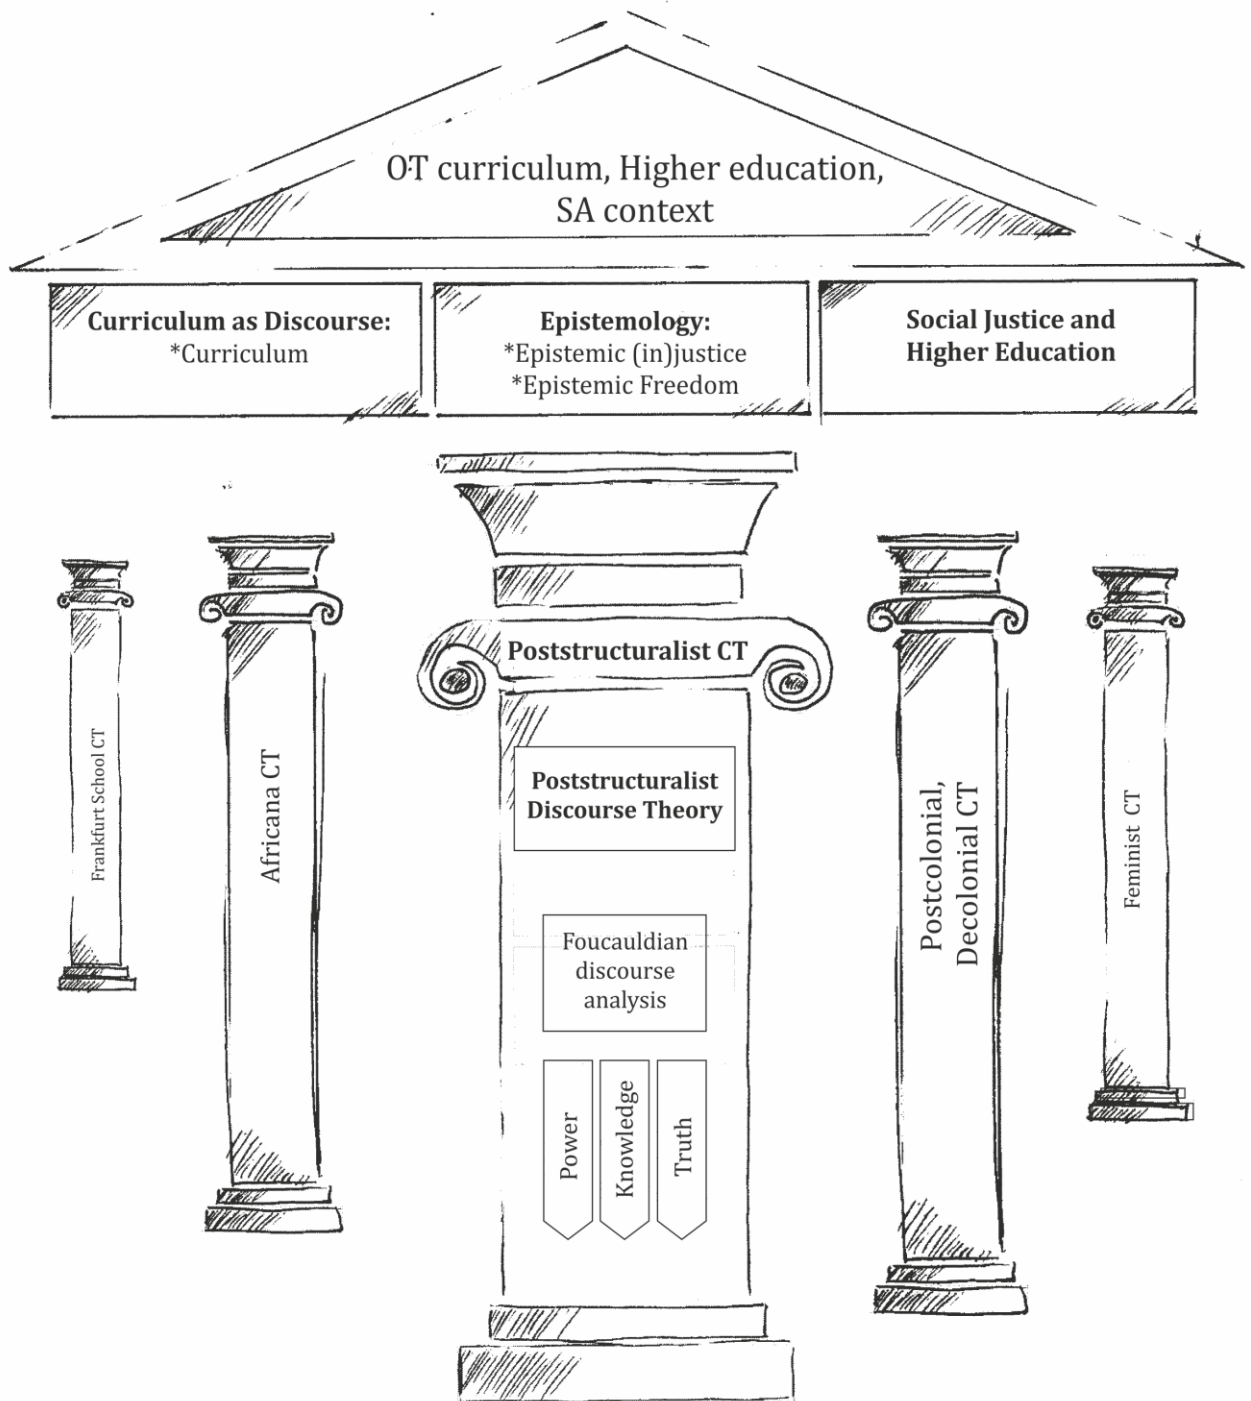 O·T curriculum, Higher education,
SA context
Curriculum as Discourse:
*Curriculum
Epistemology:
*Epistemic (in)justice
*Epistemic Freedom
Social Justice and
Higher Education
Frankfurt School CT
Africana CT
Poststructuralist CT
Poststructuralist
Discourse Theory
Foucauldian
discourse
analysis
Power
Knowledge
Truth
Postcolonial,
Decolonial CT
Feminist CT